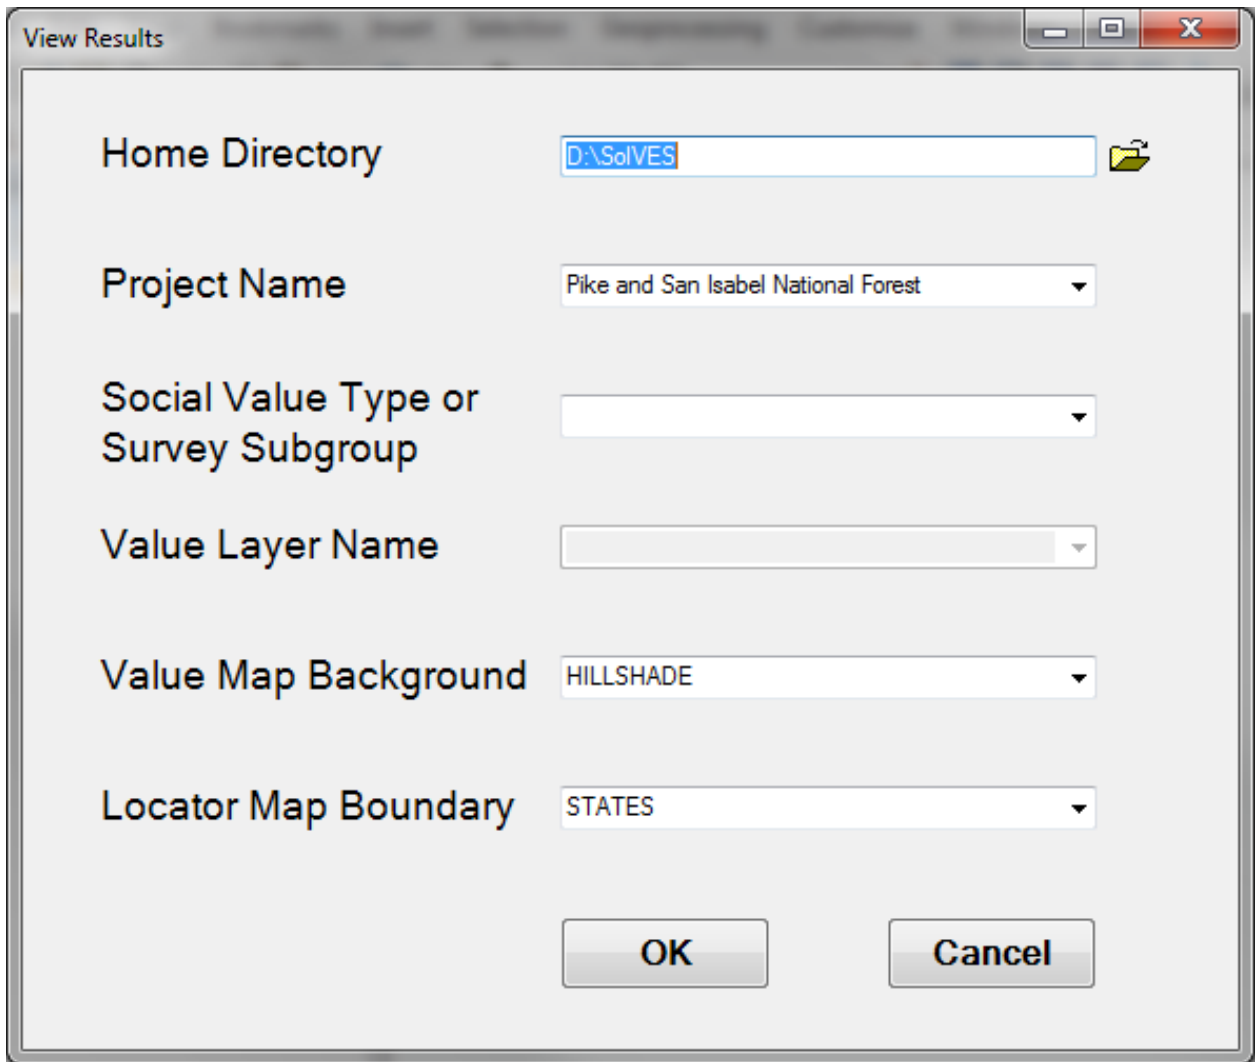 View Results
Home Directory
D:\SolVES
Project Name
Pike and San Isabel National Forest
Social Value Type or
Survey Subgroup
Value Layer Name
Value Map Background
HILLSHADE
Locator Map Boundary
STATES
OK
Cancel